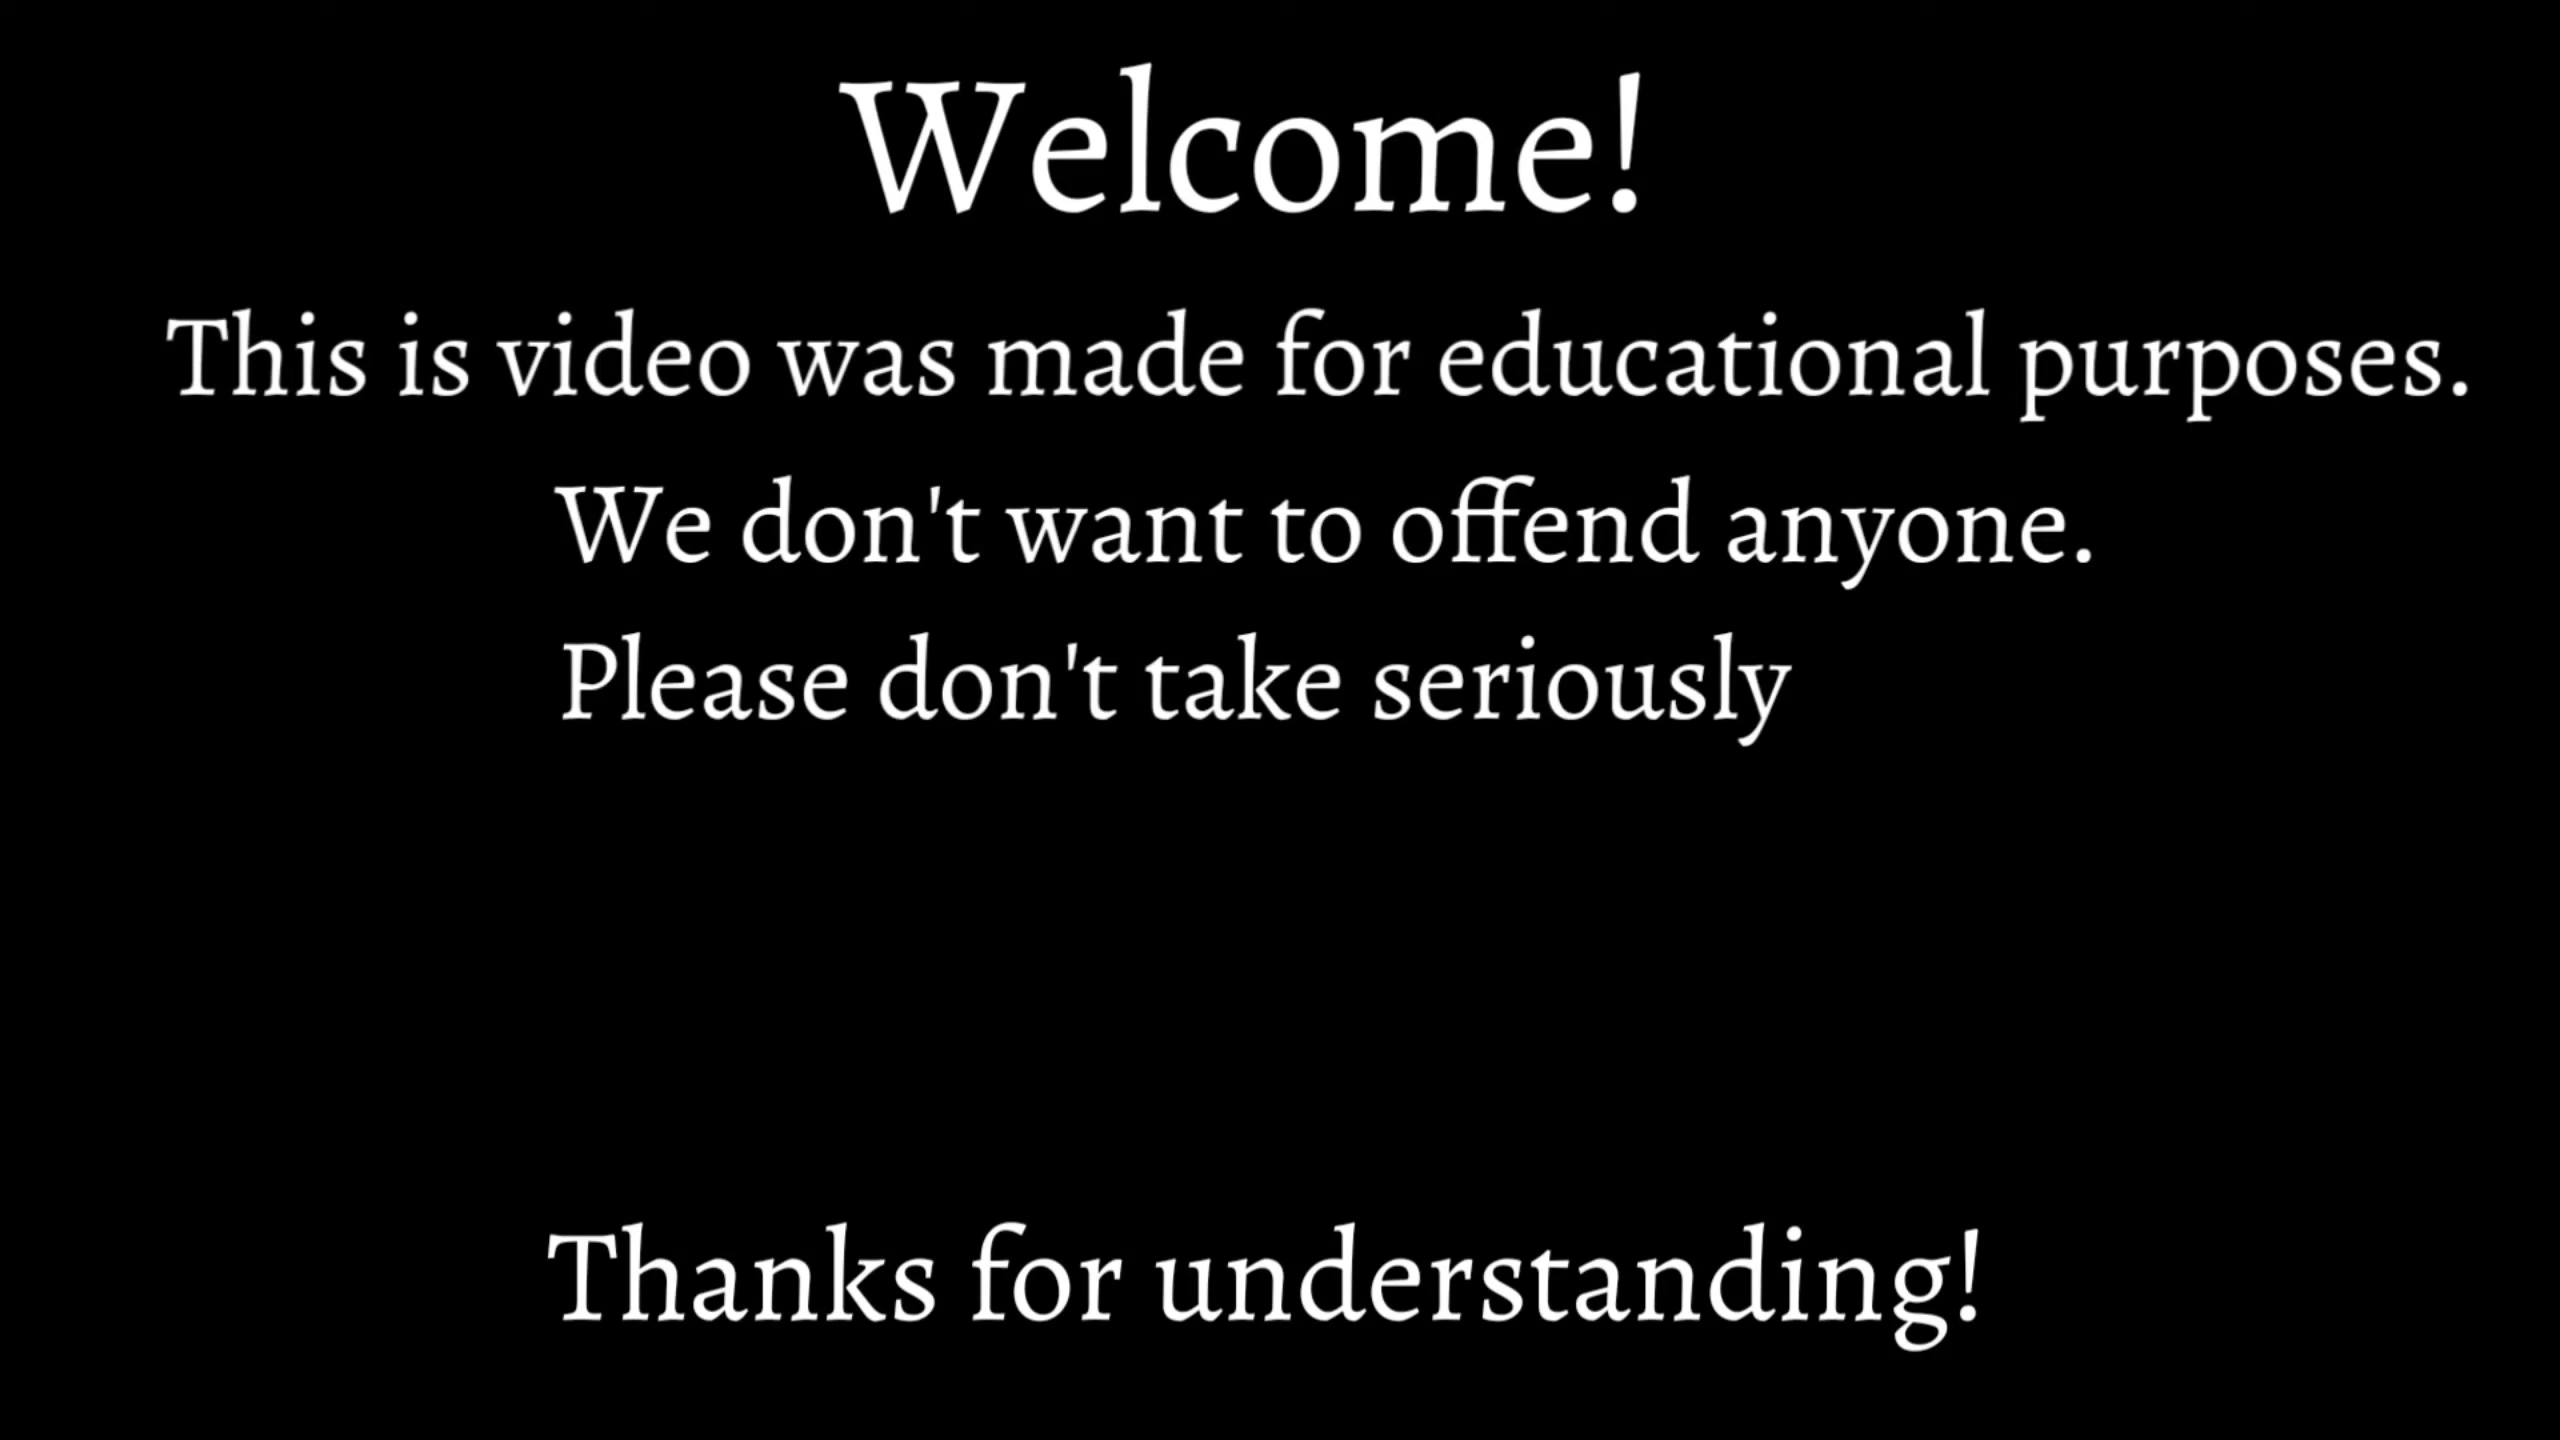 Welcome!
This is video was made for educational purposes.
We don't want to offend anyone.
Please don't take seriously
Thanks for understanding!